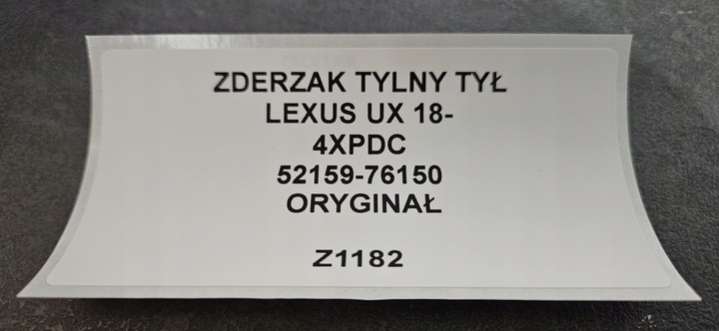 ZDERZAK TYLNY TYŁ
LEXUS UX 18-
4XPDC
52159-76150
ORYGINAŁ
Z1182